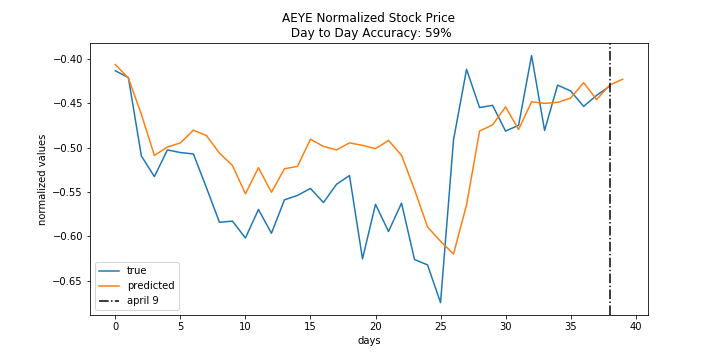 AEYE Normalized Stock Price
Day to Day Accuracy: 59%
normalized values
−0.40
−0.45
−0.50
−0.55
−0.60
−0.65
true
predicted
april 9
0 5 10 15 20 25 30 35 40
days